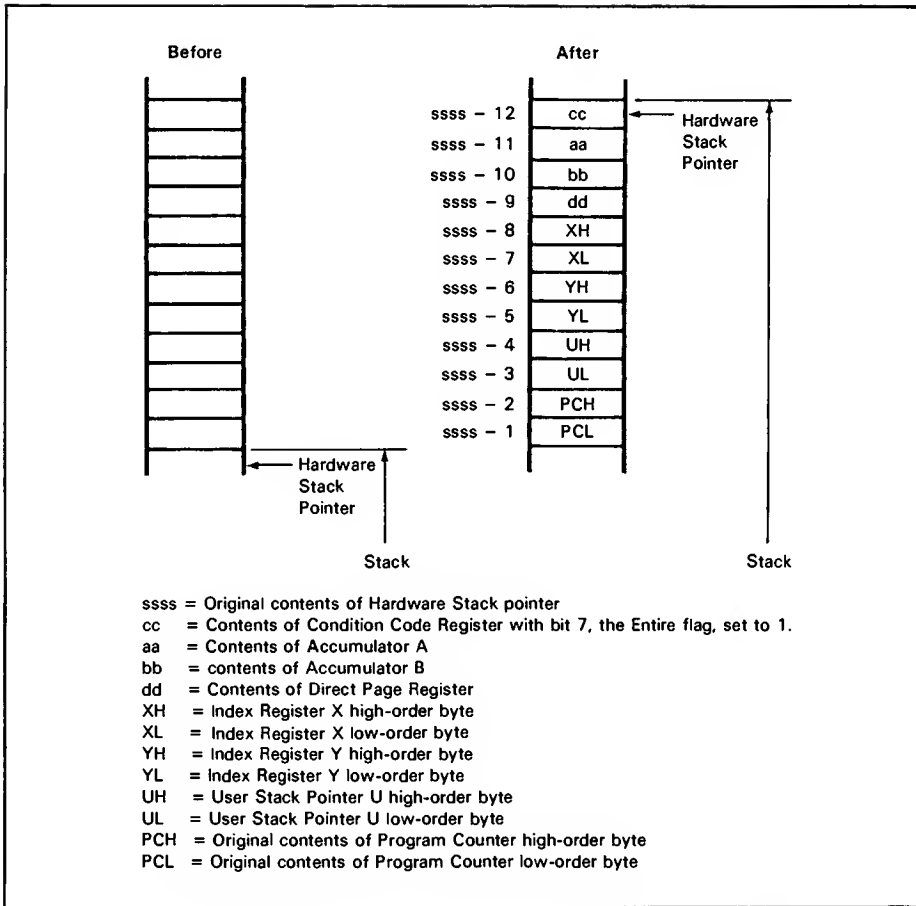 Before
After
ssss – 12 cc
ssss – 11 aa
ssss – 10 bb
ssss – 9 dd
ssss – 8 XH
ssss – 7 XL
ssss – 6 YH
ssss – 5 YL
ssss – 4 UH
ssss – 3 UL
ssss – 2 PCH
ssss – 1 PCL
Hardware
Stack
Pointer
Hardware
Stack
Pointer
Stack
Stack
ssss = Original contents of Hardware Stack pointer
cc = Contents of Condition Code Register with bit 7, the Entire flag, set to 1.
aa = Contents of Accumulator A
bb = contents of Accumulator B
dd = Contents of Direct Page Register
XH = Index Register X high-order byte
XL = Index Register X low-order byte
YH = Index Register Y high-order byte
YL = Index Register Y low-order byte
UH = User Stack Pointer U high-order byte
UL = User Stack Pointer U low-order byte
PCH = Original contents of Program Counter high-order byte
PCL = Original contents of Program Counter low-order byte